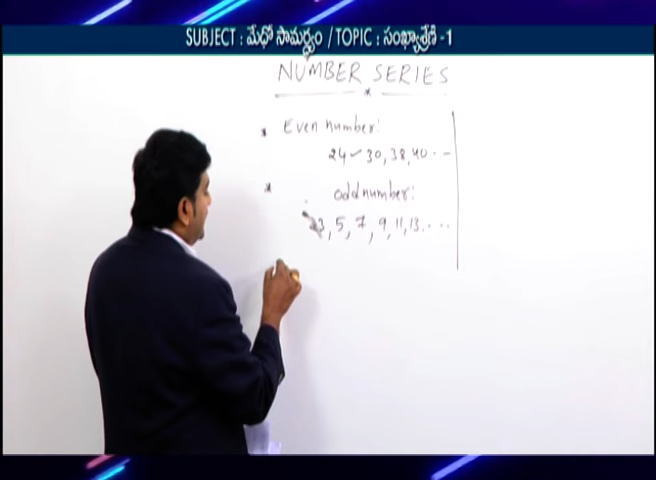 SUBJECT : మేధో సామర్థ్యం / TOPIC : సంఖ్యాశ్రేణి -1
NUMBER SERIES
* Even number:
24 ✓ 30, 38, 40 . . –
* odd number:
3, 5, 7, 9, 11, 13. . . .